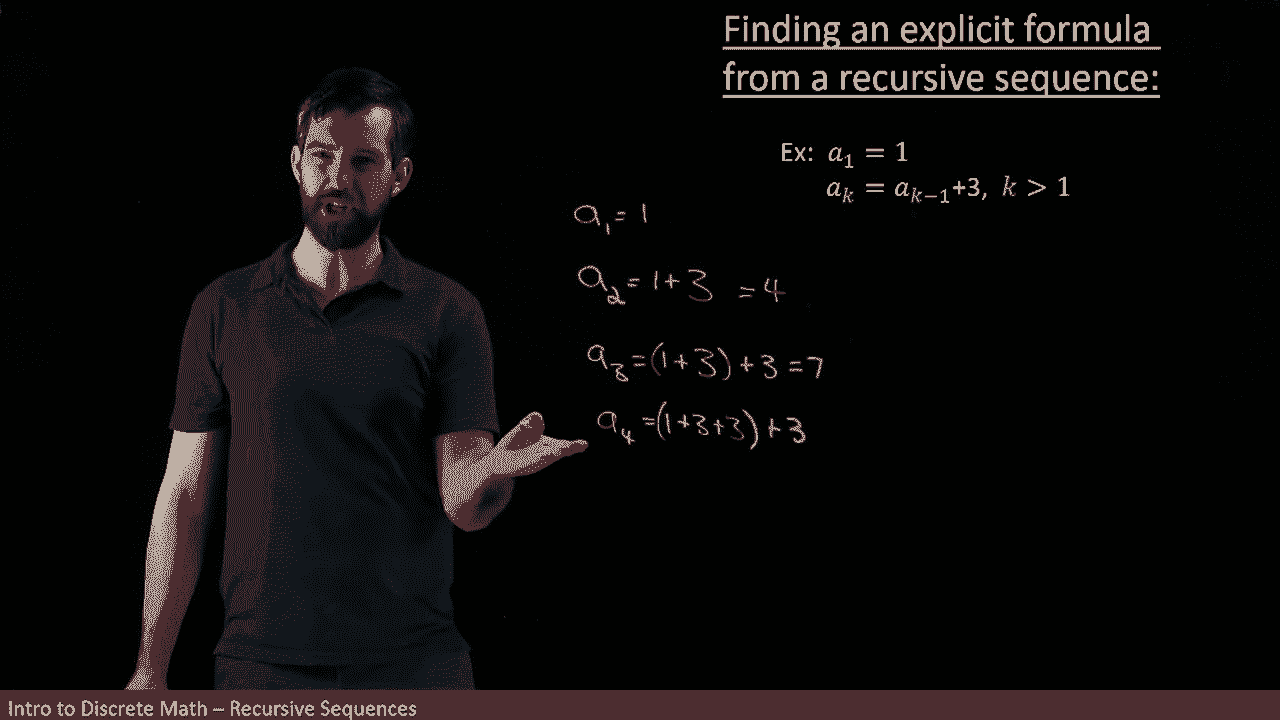 Finding an explicit formula
from a recursive sequence:
Ex: a₁ = 1
aₖ = aₖ₋₁+3, k > 1
a₁ = 1
a₂ = 1+3 = 4
a₃ = (1+3)+3 = 7
a₄ = (1+3+3)+3
Intro to Discrete Math – Recursive Sequences